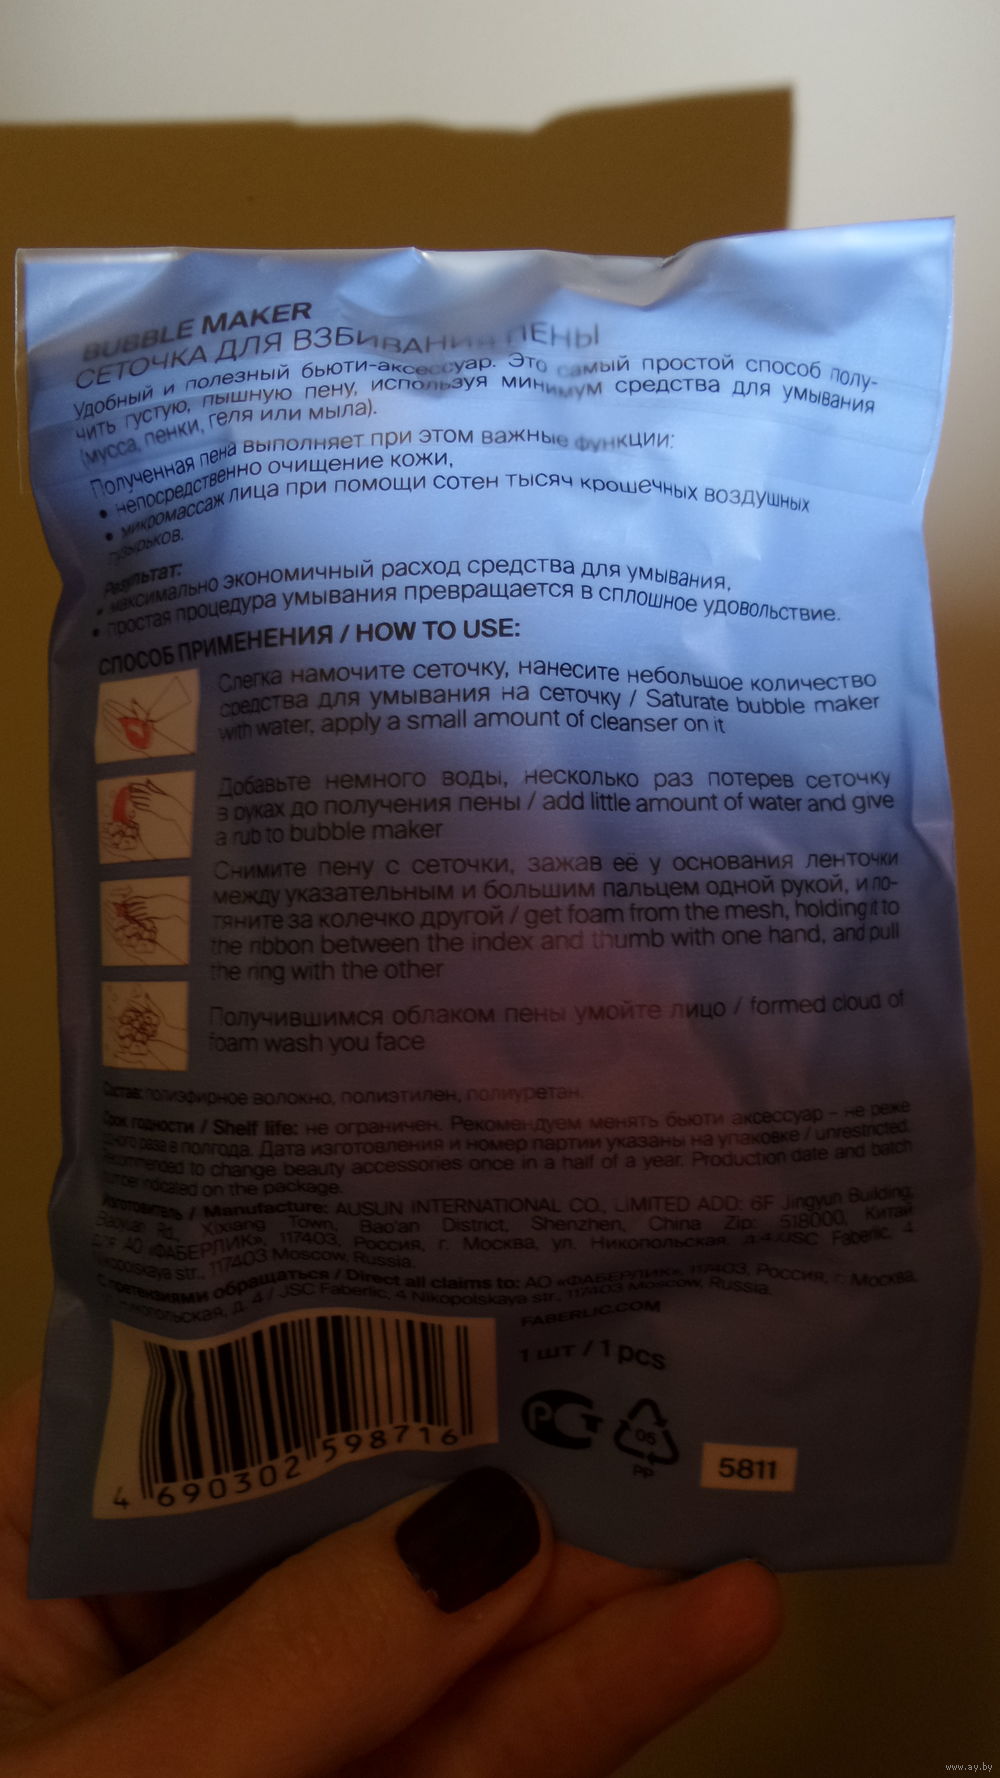 BUBBLE MAKER
СЕТОЧКА ДЛЯ ВЗБИВАНИЯ ПЕНЫ
Удобный и полезный бьюти-аксессуар. Это самый простой способ полу-
чить густую, пышную пену, используя минимум средства для умывания
(мусса, пенки, геля или мыла).
Полученная пена выполняет при этом важные функции:
• непосредственно очищение кожи,
• микромассаж лица при помощи сотен тысяч крошечных воздушных
пузырьков.
Результат:
• максимально экономичный расход средства для умывания,
• простая процедура умывания превращается в сплошное удовольствие.
СПОСОБ ПРИМЕНЕНИЯ / HOW TO USE:
Слегка намочите сеточку, нанесите небольшое количество
средства для умывания на сеточку / Saturate bubble maker
with water, apply a small amount of cleanser on it
Добавьте немного воды, несколько раз потерев сеточку
в руках до получения пены / add little amount of water and give
a rub to bubble maker
Снимите пену с сеточки, зажав её у основания ленточки
между указательным и большим пальцем одной рукой, и по-
тяните за колечко другой / get foam from the mesh, holding it to
the ribbon between the index and thumb with one hand, and pull
the ring with the other
Получившимся облаком пены умойте лицо / formed cloud of
foam wash you face
Состав: полиэфирное волокно, полиэтилен, полиуретан.
Срок годности / Shelf life: не ограничен. Рекомендуем менять бьюти аксессуар – не реже
одного раза в полгода. Дата изготовления и номер партии указаны на упаковке / unrestricted.
Recommended to change beauty accessories once in a half of a year. Production date and batch
number indicated on the package.
Изготовитель / Manufacture: AUSUN INTERNATIONAL CO., LIMITED ADD: 6F Jingyun Building,
Rd., Xixiang Town, Bao'an District, Shenzhen, China Zip: 518000, Китай
для АО «ФАБЕРЛИК», 117403, Россия, г. Москва, ул. Никопольская, д.4/JSC Faberlic, 4,
Nikopolskaya str., 117403 Moscow, Russia.
С претензиями обращаться / Direct all claims to: АО «ФАБЕРЛИК», 117403, Россия, г. Москва,
ул. Никопольская, д. 4 / JSC Faberlic, 4 Nikopolskaya str., 117403 Moscow, Russia.
FABERLIC.COM
1 шт / 1 pcs
4 690302 598716
РСТ
05
PP
5811
www.ay.by